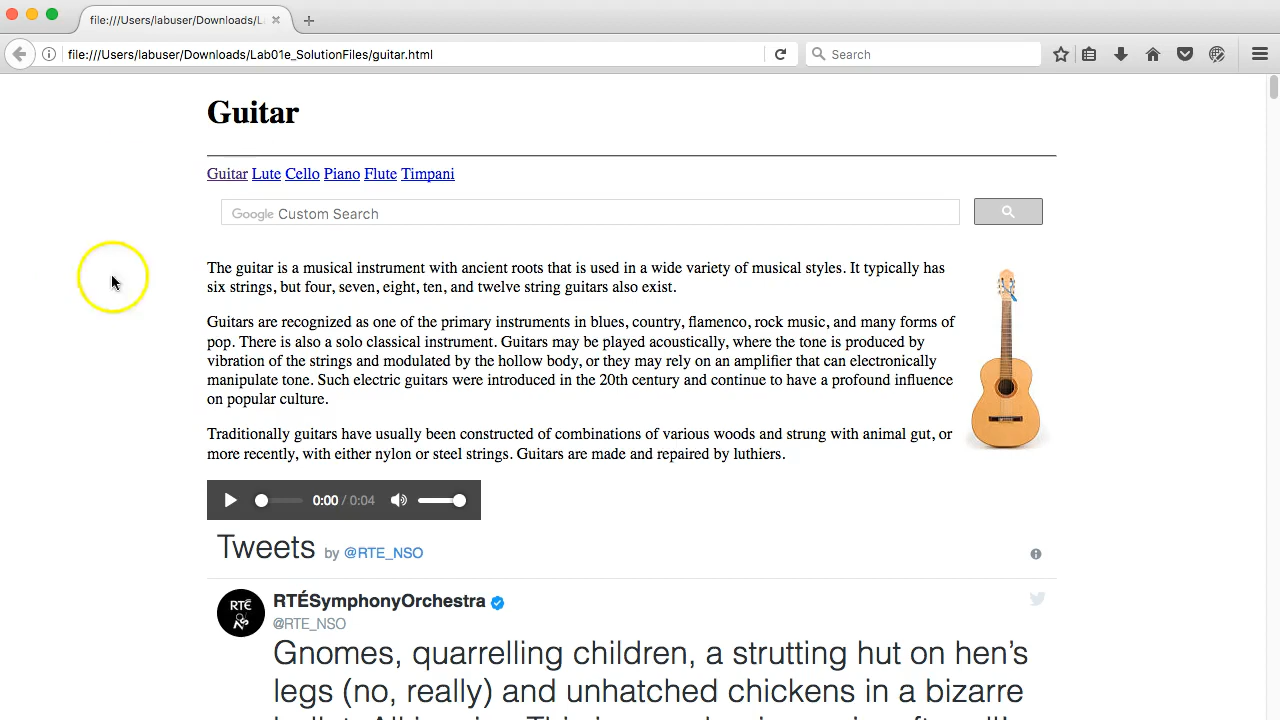 file:///Users/labuser/Downloads/L
file:///Users/labuser/Downloads/Lab01e_SolutionFiles/guitar.html
Search
Guitar
Guitar Lute Cello Piano Flute Timpani
Google Custom Search
The guitar is a musical instrument with ancient roots that is used in a wide variety of musical styles. It typically has
six strings, but four, seven, eight, ten, and twelve string guitars also exist.
Guitars are recognized as one of the primary instruments in blues, country, flamenco, rock music, and many forms of
pop. There is also a solo classical instrument. Guitars may be played acoustically, where the tone is produced by
vibration of the strings and modulated by the hollow body, or they may rely on an amplifier that can electronically
manipulate tone. Such electric guitars were introduced in the 20th century and continue to have a profound influence
on popular culture.
Traditionally guitars have usually been constructed of combinations of various woods and strung with animal gut, or
more recently, with either nylon or steel strings. Guitars are made and repaired by luthiers.
0:00 / 0:04
Tweets by @RTE_NSO
RTÉ
RTÉSymphonyOrchestra
@RTE_NSO
Gnomes, quarrelling children, a strutting hut on hen's
legs (no, really) and unhatched chickens in a bizarre